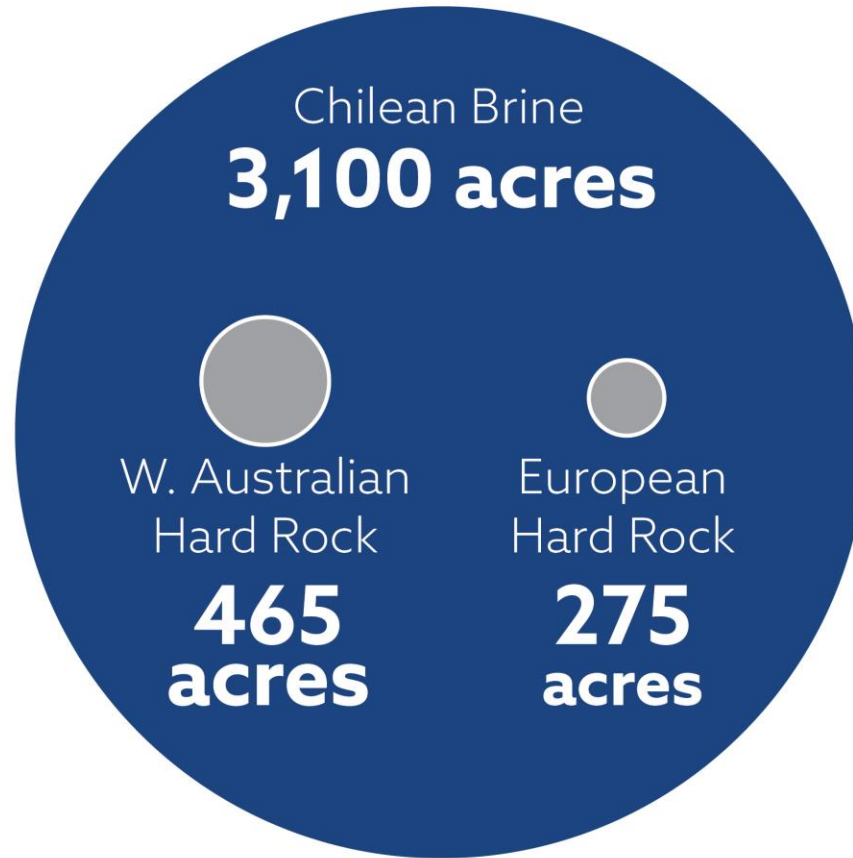 Chilean Brine
3,100 acres
W. Australian
Hard Rock
465
acres
European
Hard Rock
275
acres